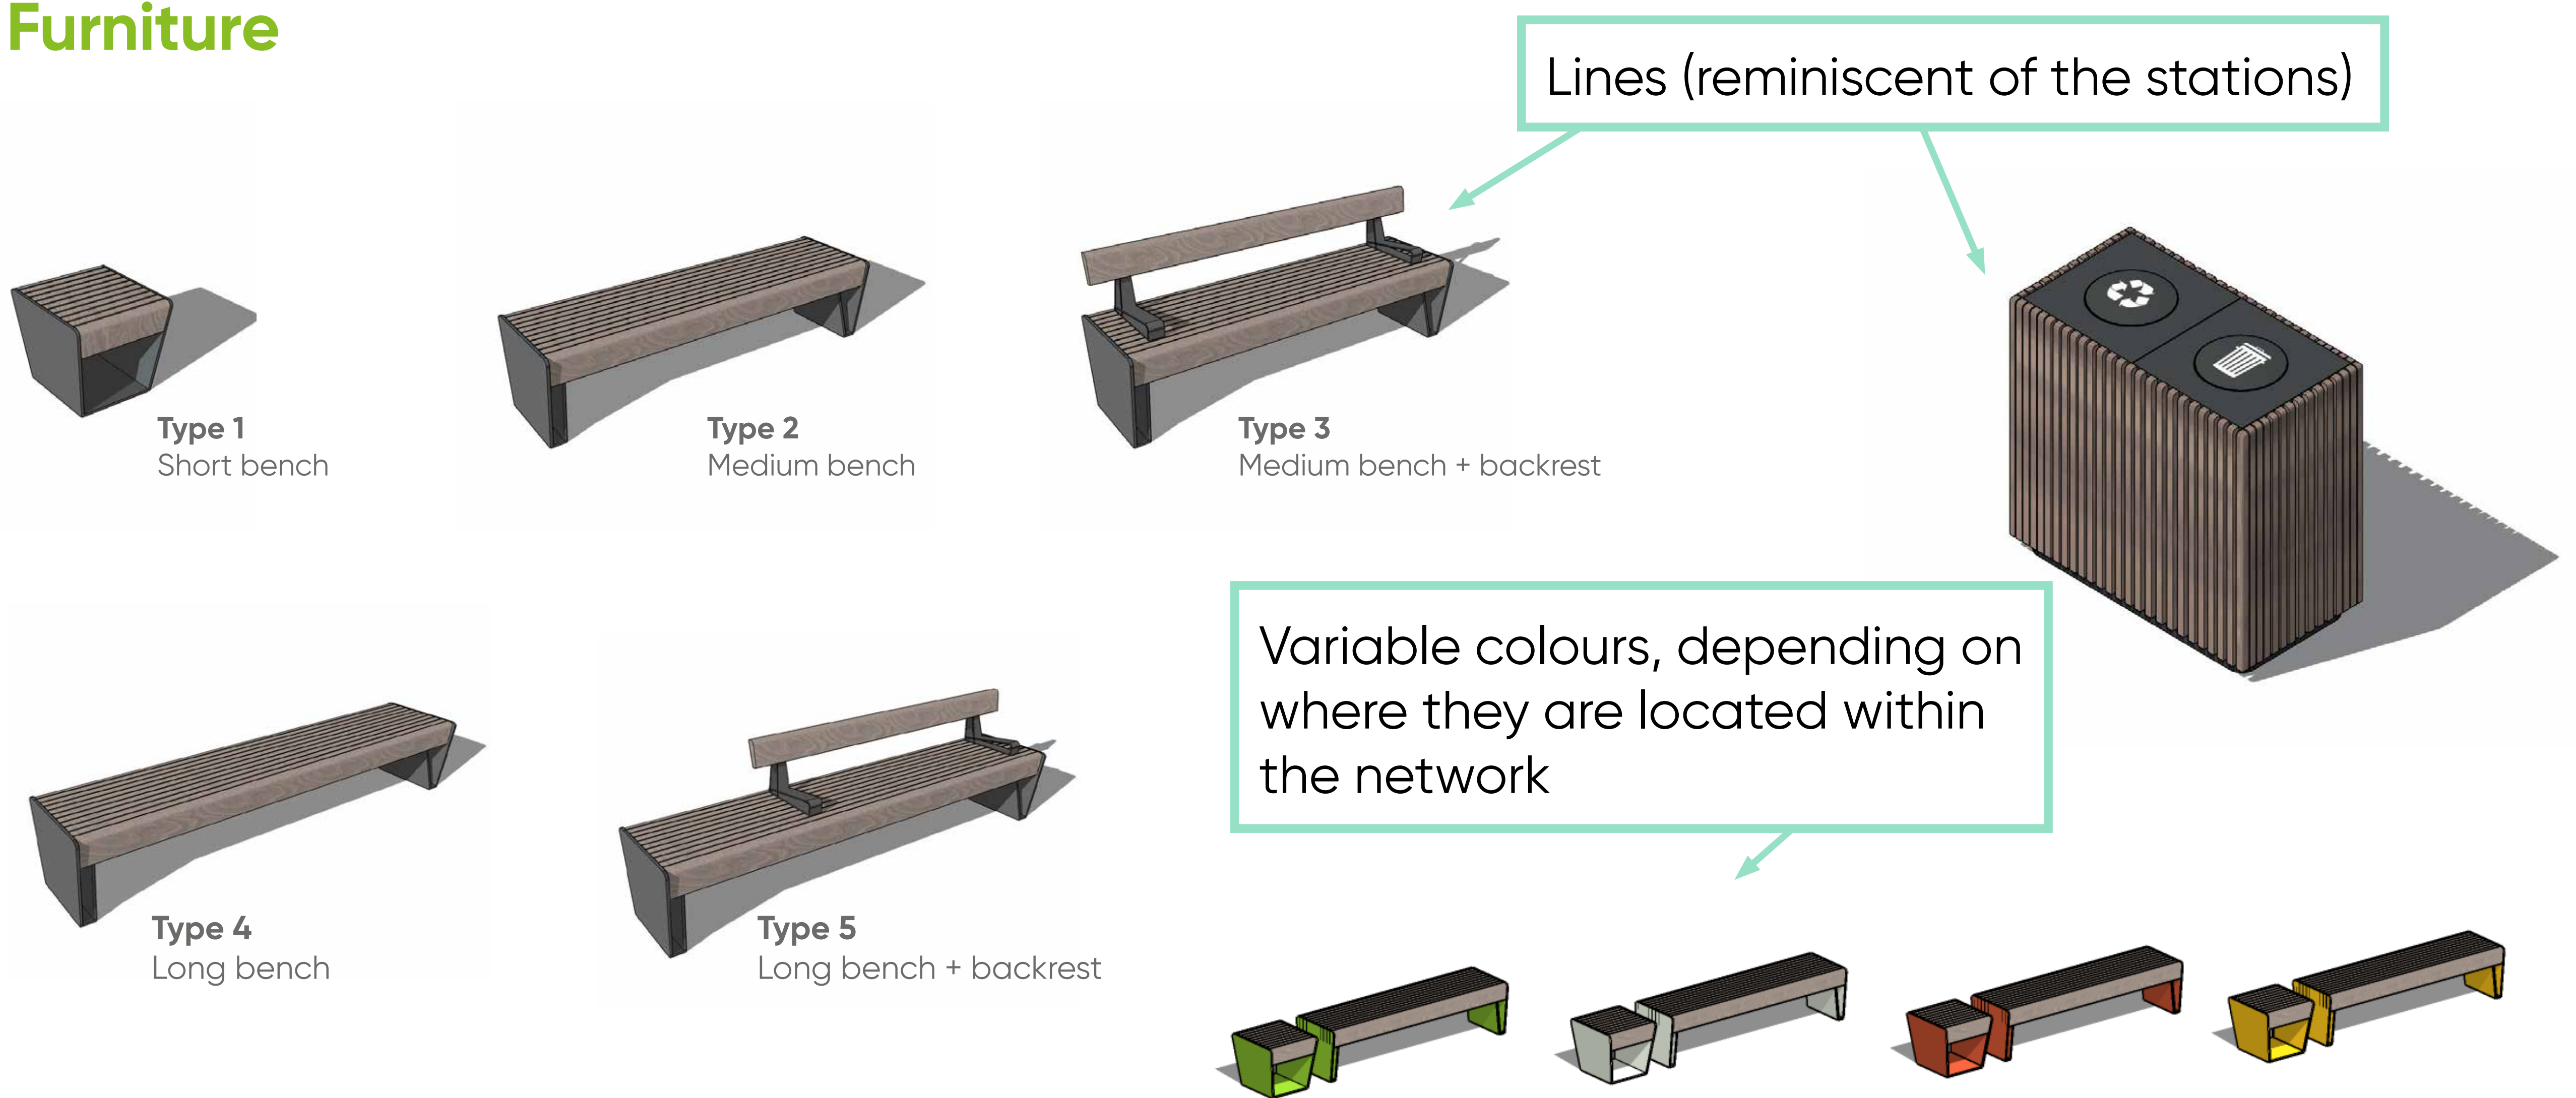 Furniture
Lines (reminiscent of the stations)
Type 1
Short bench
Type 2
Medium bench
Type 3
Medium bench + backrest
Variable colours, depending on
where they are located within
the network
Type 4
Long bench
Type 5
Long bench + backrest